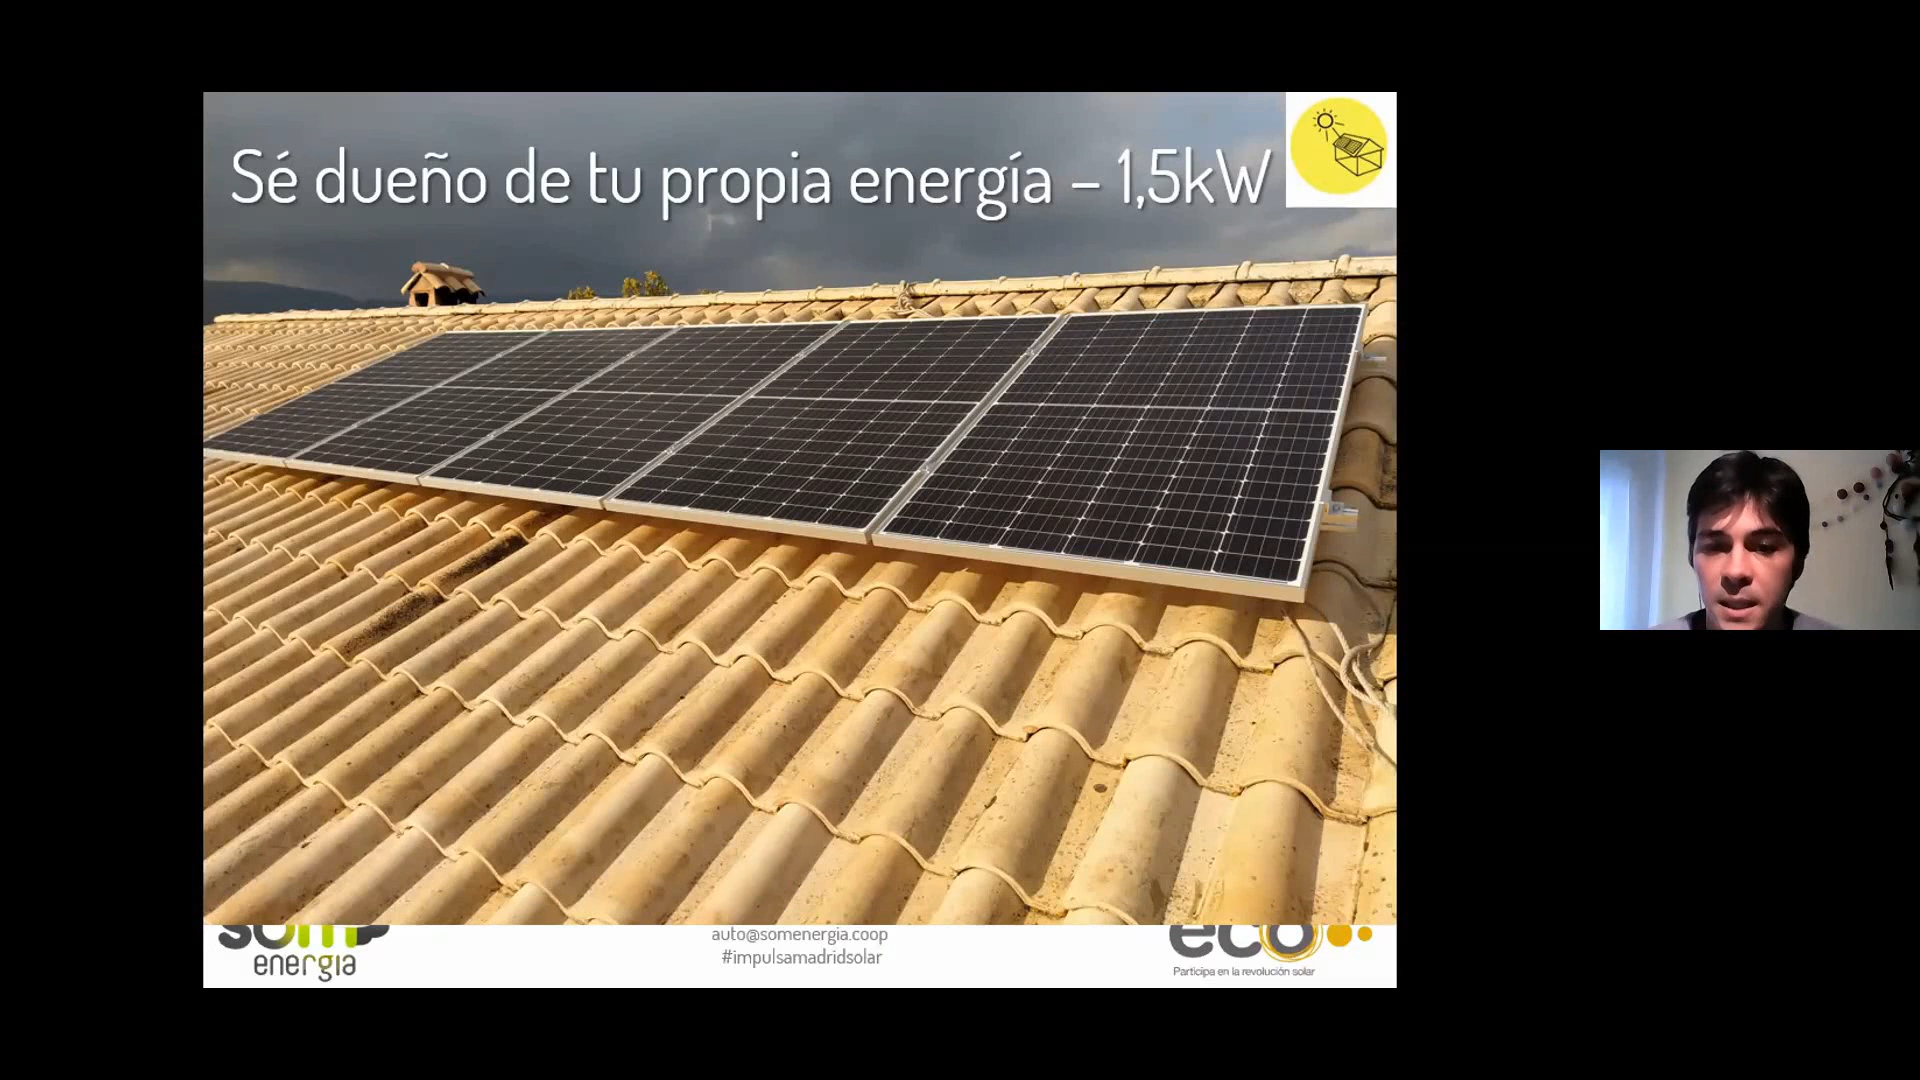 Sé dueño de tu propia energía – 1,5kW
som
energia
auto@somenergia.coop
#impulsamadridsolar
eco
Participa en la revolución solar